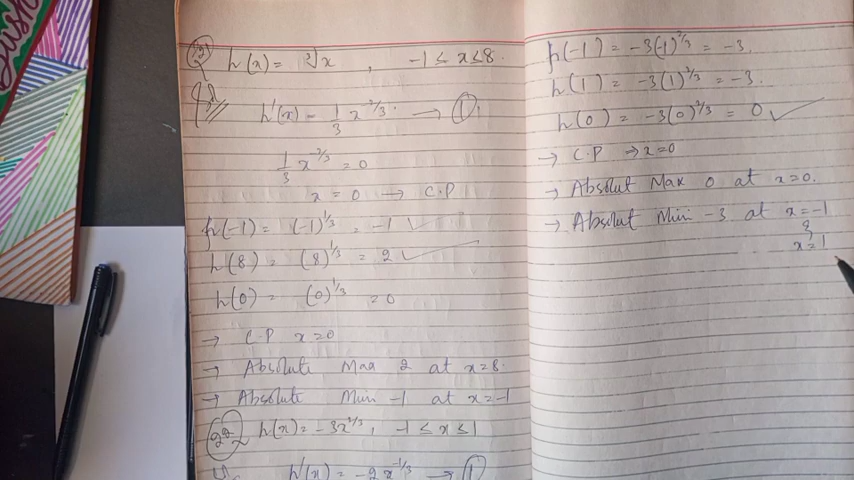 h(x) = ∛x , -1 ≤ x ≤ 8.
h'(x) = 1/3 x^-2/3. → ①.
1/3 x^-2/3 = 0
x = 0 → C.P
h(-1) = (-1)^1/3 = -1 ✓
h(8) = (8)^1/3 = 2 ✓
h(0) = (0)^1/3 = 0
→ C.P x=0
→ Absolute Max 2 at x=8.
→ Absolute Min -1 at x=-1
22 h(x) = -3x^2/3, -1 ≤ x ≤ 1
h'(x) = -2x^-1/3 → ①
h(-1) = -3(-1)^2/3 = -3.
h(1) = -3(1)^2/3 = -3.
h(0) = -3(0)^2/3 = 0 ✓
→ C.P ⇒ x=0
→ Absolut Max 0 at x=0.
→ Absolut Min -3 at x=-1
&
x=1